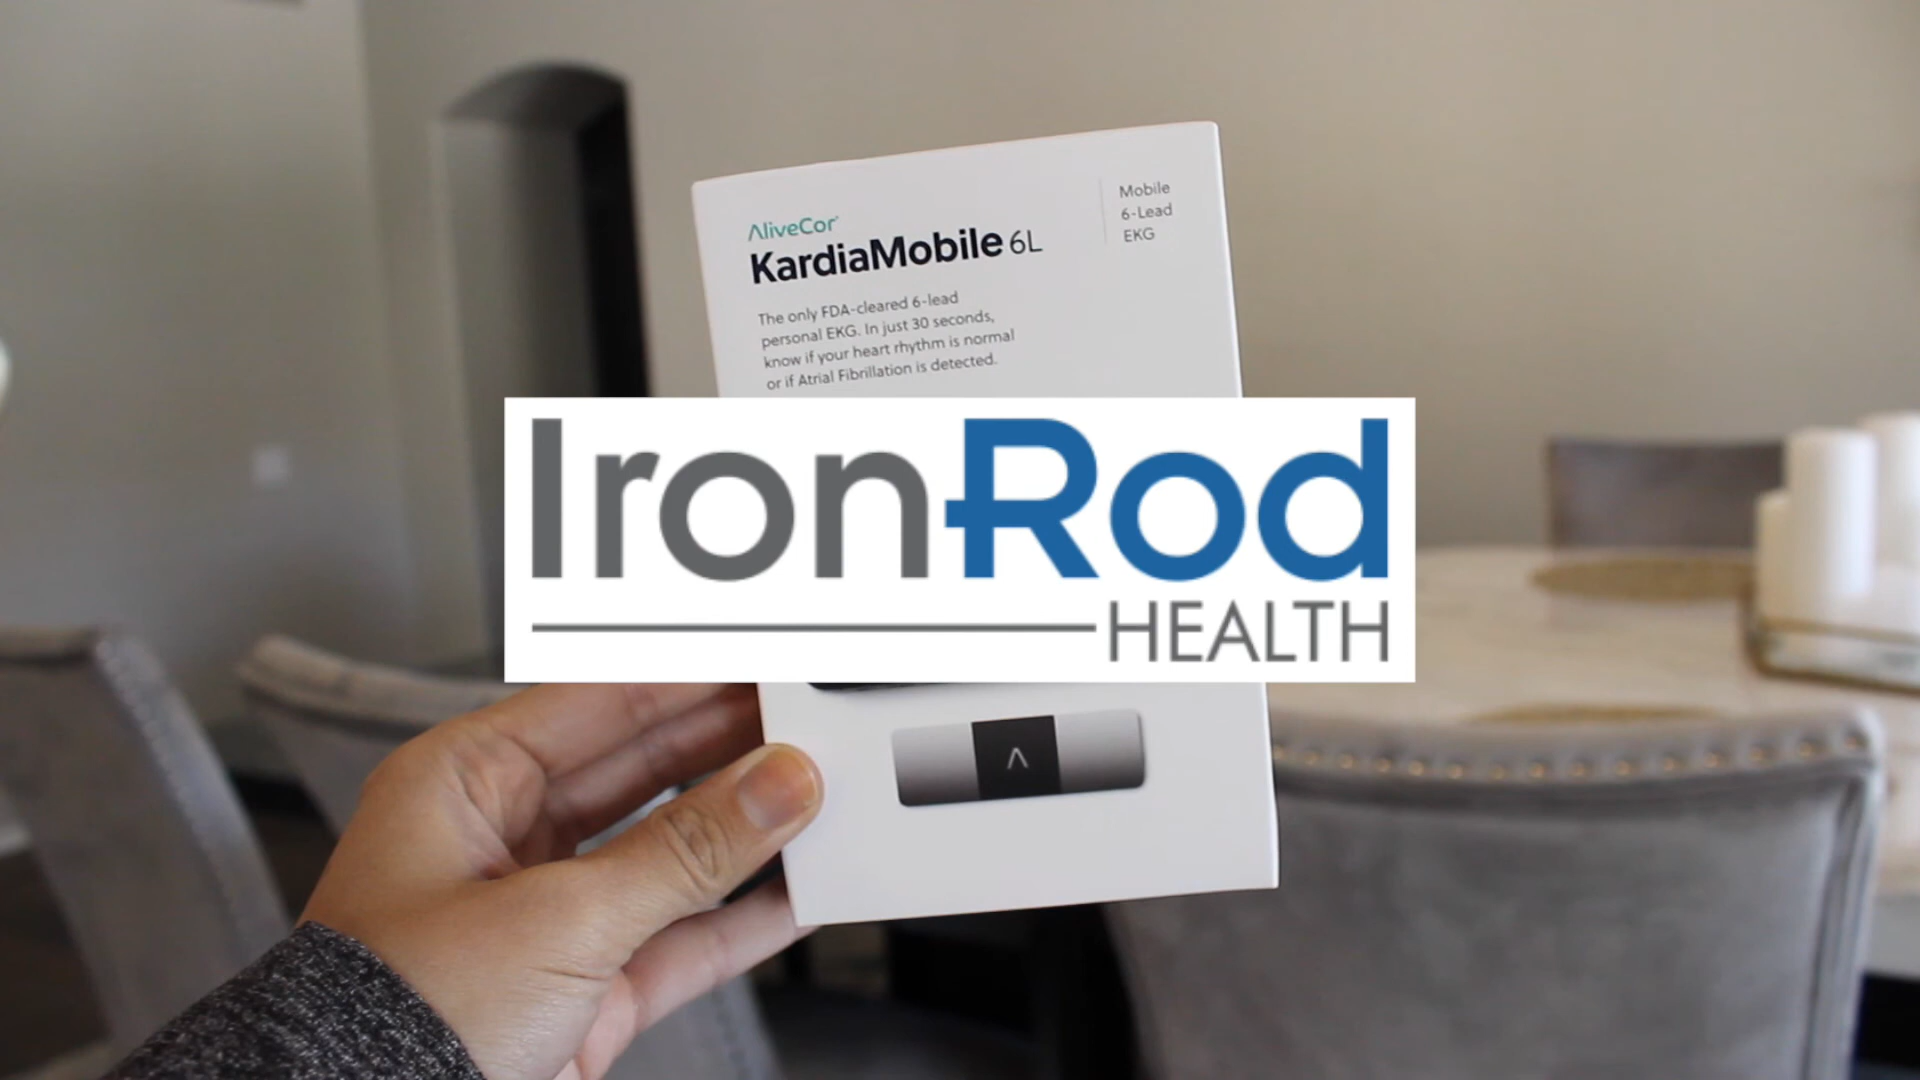 AliveCor
KardiaMobile 6L
Mobile
6-Lead
EKG
The only FDA-cleared 6-lead
personal EKG. In just 30 seconds,
know if your heart rhythm is normal
or if Atrial Fibrillation is detected.
IronRod
HEALTH